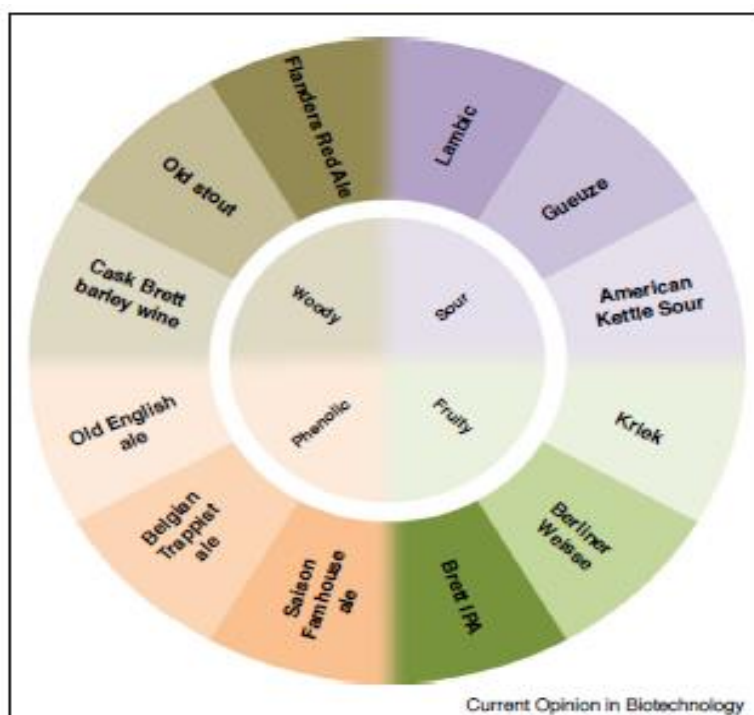 Flanders Red Ale
Lambic
Gueuze
American
Kettle Sour
Kriek
Berliner
Weisse
Brett IPA
Saison
Famhouse
ale
Belgian
Trappist
ale
Old English
ale
Cask Brett
barley wine
Old stout
Woody
Sour
Fruity
Phenolic
Current Opinion in Biotechnology